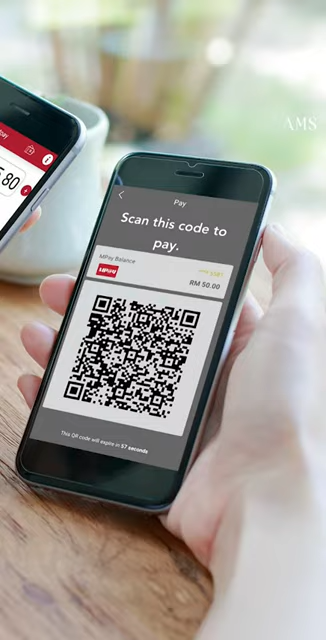 AMS
80
Pay
Scan this code to
pay.
MPay Balance
RM 50.00
This QR code will expire in 57 seconds